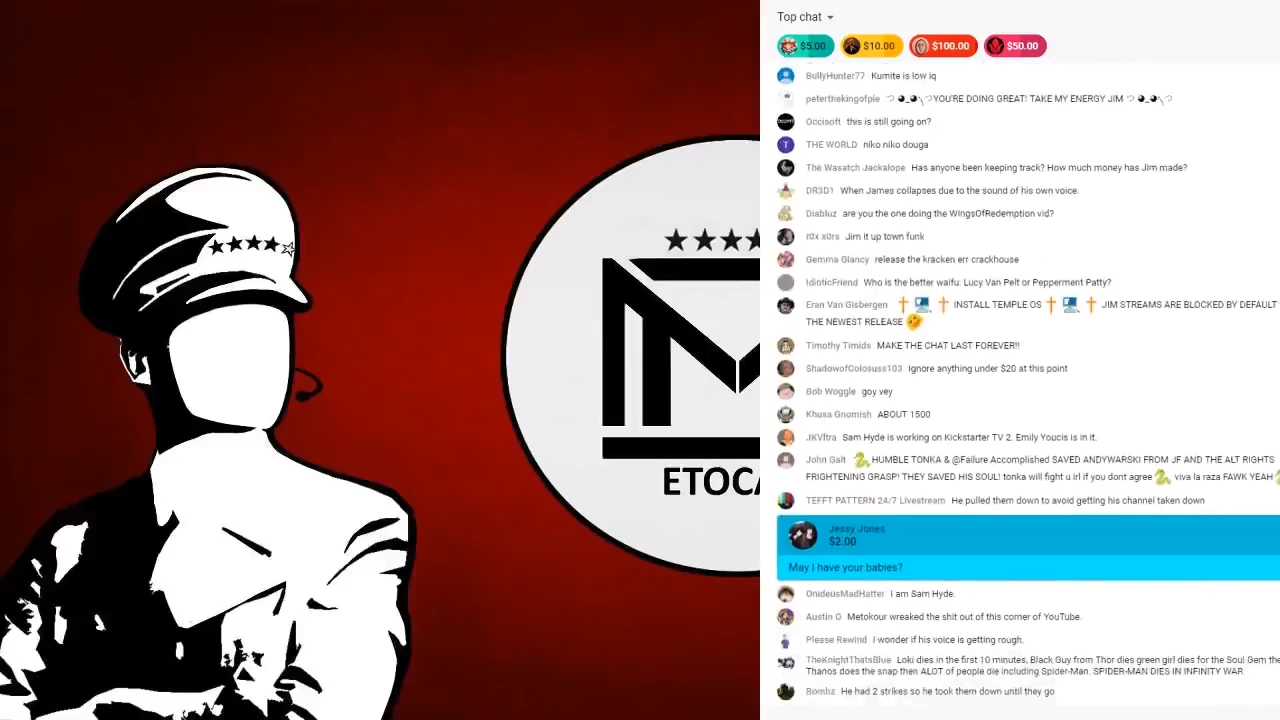 ETOCA
Top chat
$5.00 $10.00 $100.00 $50.00
BullyHunter77 Kumite is low iq
peterthekingofpie つ ◕_◕ つYOU'RE DOING GREAT! TAKE MY ENERGY JIM つ ◕_◕ つ
Occisoft this is still going on?
T THE WORLD niko niko douga
The Wasatch Jackalope Has anyone been keeping track? How much money has Jim made?
DR3D1 When James collapses due to the sound of his own voice.
Diabluz are you the one doing the WIngsOfRedemption vid?
r0x x0rs Jim it up town funk
Gemma Glancy release the kracken err crackhouse
IdioticFriend Who is the better waifu: Lucy Van Pelt or Pepperment Patty?
Eran Van Gisbergen INSTALL TEMPLE OS JIM STREAMS ARE BLOCKED BY DEFAULT
THE NEWEST RELEASE
Timothy Timids MAKE THE CHAT LAST FOREVER!!
ShadowofColosuss103 Ignore anything under $20 at this point
Bob Woggle goy vey
Khusa Gnomish ABOUT 1500
JKVltra Sam Hyde is working on Kickstarter TV 2. Emily Youcis is in it.
John Galt HUMBLE TONKA & @Failure Accomplished SAVED ANDYWARSKI FROM JF AND THE ALT RIGHTS
FRIGHTENING GRASP! THEY SAVED HIS SOUL! tonka will fight u irl if you dont agree viva la raza FAWK YEAH
TEFFT PATTERN 24/7 Livestream He pulled them down to avoid getting his channel taken down
Jessy Jones
$2.00
May I have your babies?
OnideusMadHatter I am Sam Hyde.
Austin O Metokour wreaked the shit out of this corner of YouTube.
Please Rewind I wonder if his voice is getting rough.
TheKnightThatsBlue Loki dies in the first 10 minutes, Black Guy from Thor dies green girl dies for the Soul Gem the
Thanos does the snap then ALOT of people die including Spider-Man. SPIDER-MAN DIES IN INFINITY WAR
Bombz He had 2 strikes so he took them down until they go